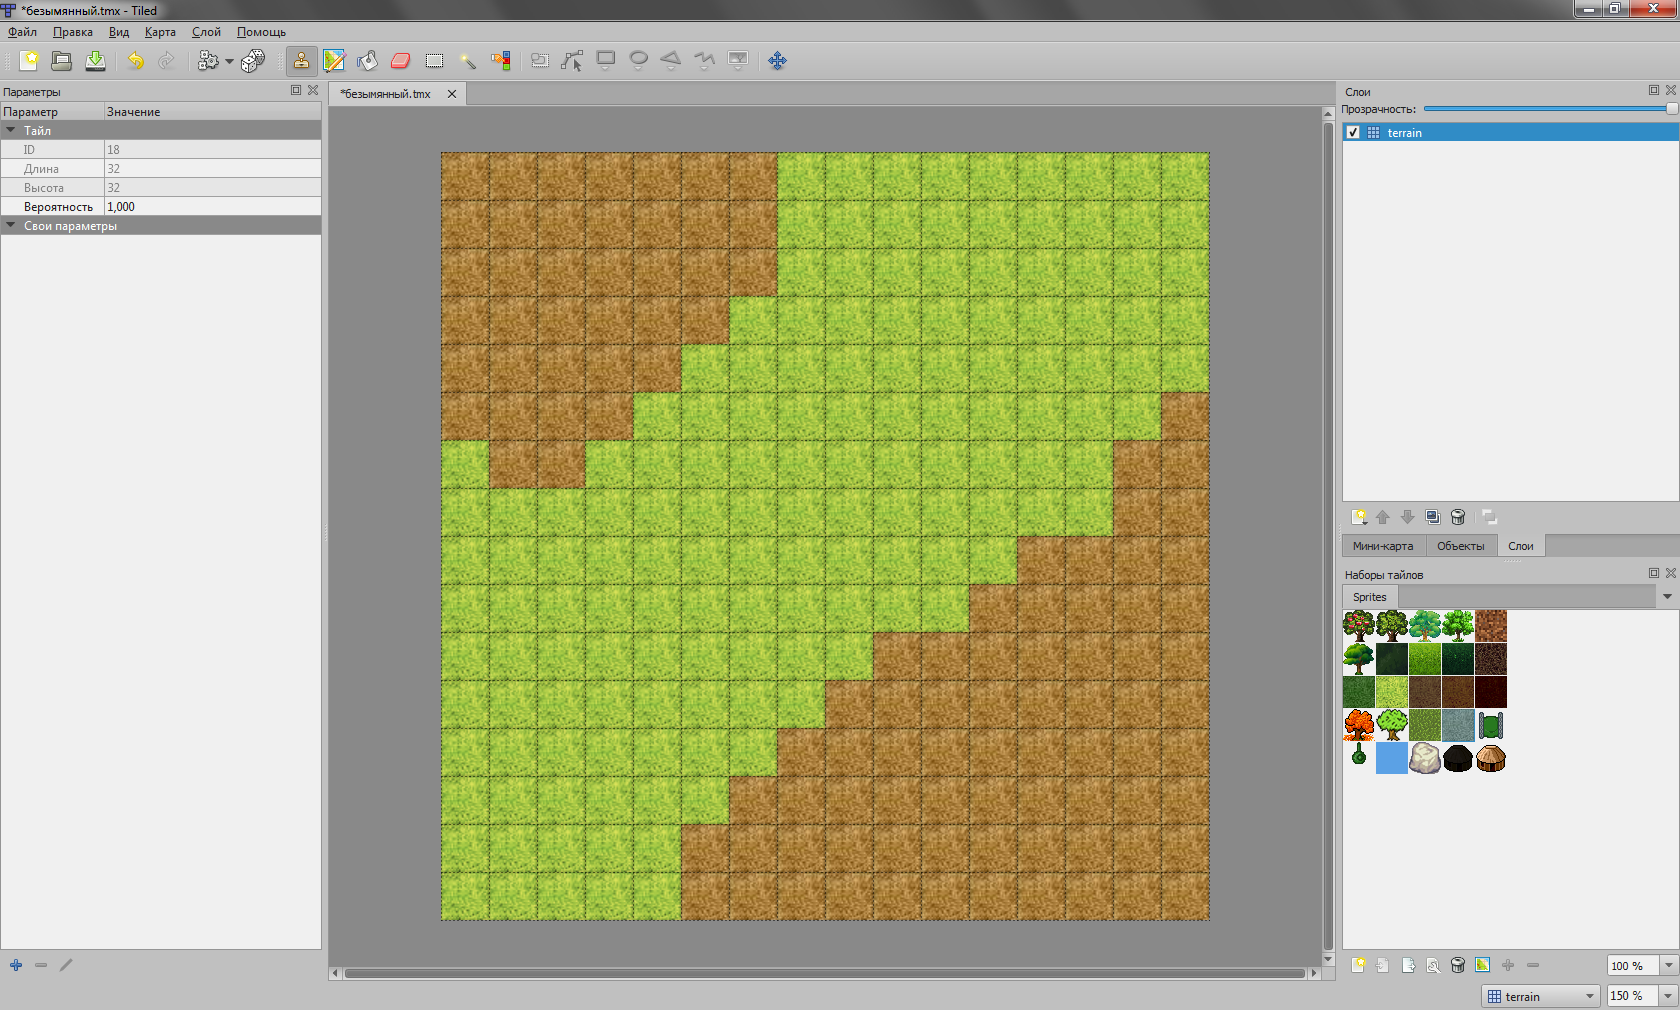 *безымянный.tmx - Tiled
Файл Правка Вид Карта Слой Помощь
Параметры
Параметр Значение
Тайл
ID 18
Длина 32
Высота 32
Вероятность 1,000
Свои параметры
*безымянный.tmx
Слои
Прозрачность:
terrain
Мини-карта Объекты Слои
Наборы тайлов
Sprites
100 %
terrain 150 %